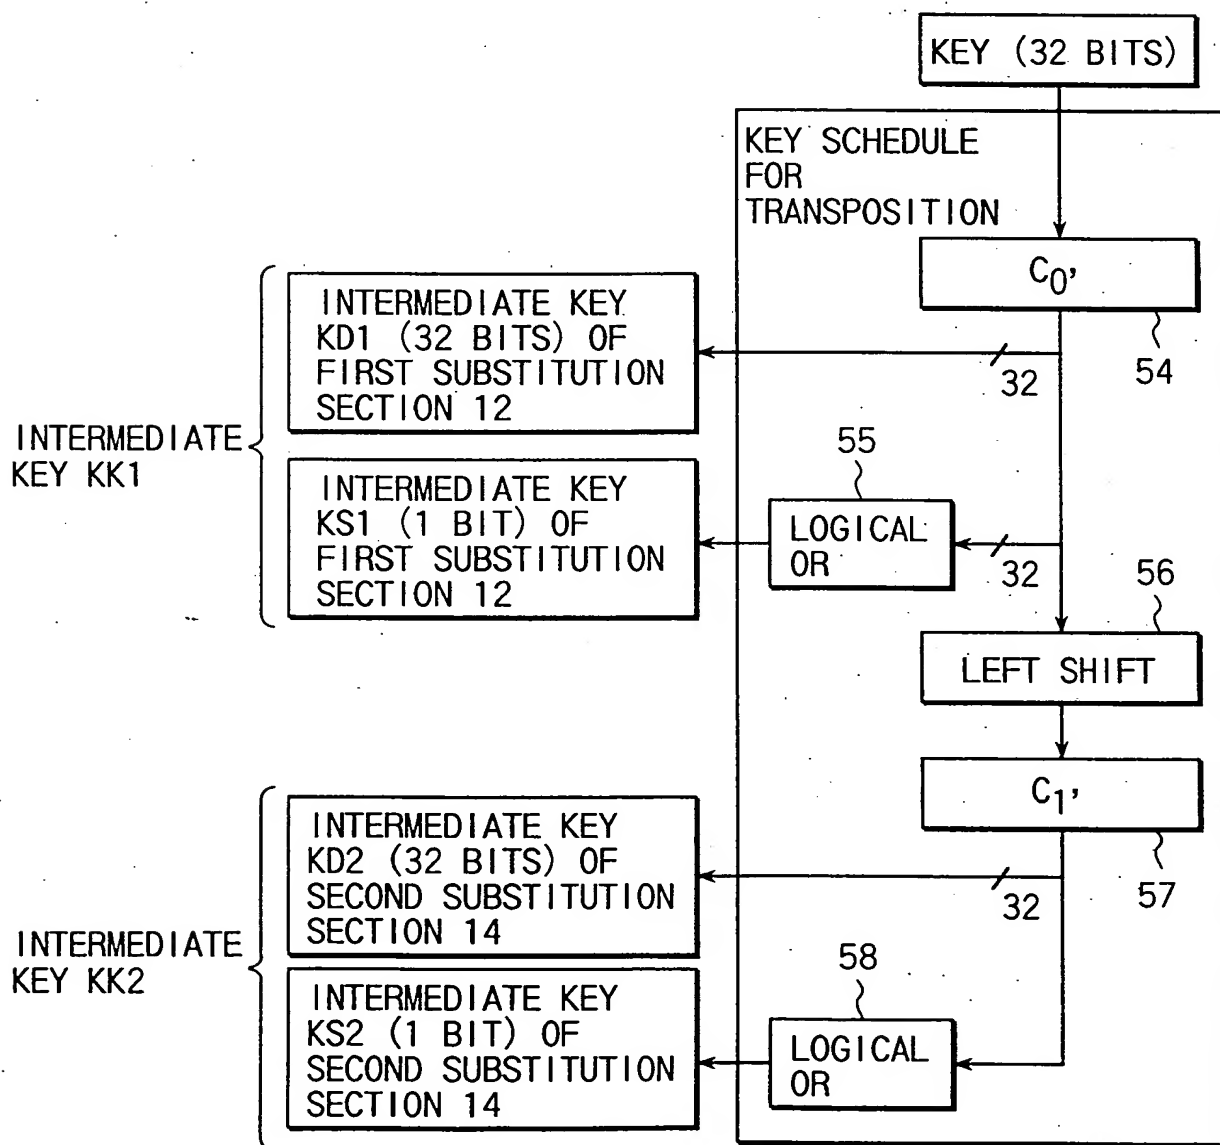 KEY (32 BITS)
KEY SCHEDULE
FOR
TRANSPOSITION
C0'
54
INTERMEDIATE KEY
KD1 (32 BITS) OF
FIRST SUBSTITUTION
SECTION 12
32
INTERMEDIATE
KEY KK1
INTERMEDIATE KEY
KS1 (1 BIT) OF
FIRST SUBSTITUTION
SECTION 12
55
LOGICAL
OR
32
56
LEFT SHIFT
C1'
57
INTERMEDIATE KEY
KD2 (32 BITS) OF
SECOND SUBSTITUTION
SECTION 14
32
INTERMEDIATE
KEY KK2
INTERMEDIATE KEY
KS2 (1 BIT) OF
SECOND SUBSTITUTION
SECTION 14
58
LOGICAL
OR